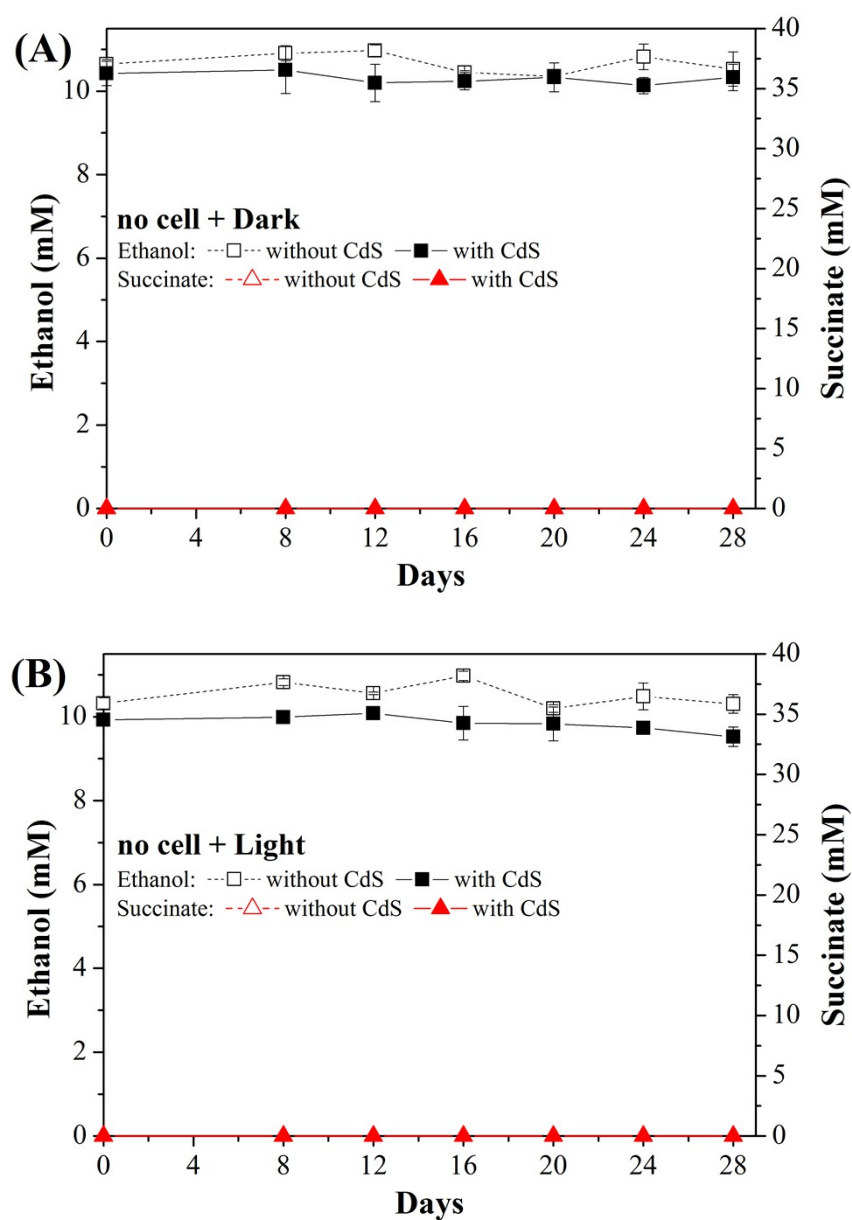 (A)
10
8
6
4
2
0
Ethanol (mM)
40
35
30
25
20
15
10
5
0
Succinate (mM)
no cell + Dark
Ethanol: without CdS with CdS
Succinate: without CdS with CdS
0 4 8 12 16 20 24 28
Days
(B)
10
8
6
4
2
0
Ethanol (mM)
40
35
30
25
20
15
10
5
0
Succinate (mM)
no cell + Light
Ethanol: without CdS with CdS
Succinate: without CdS with CdS
0 4 8 12 16 20 24 28
Days